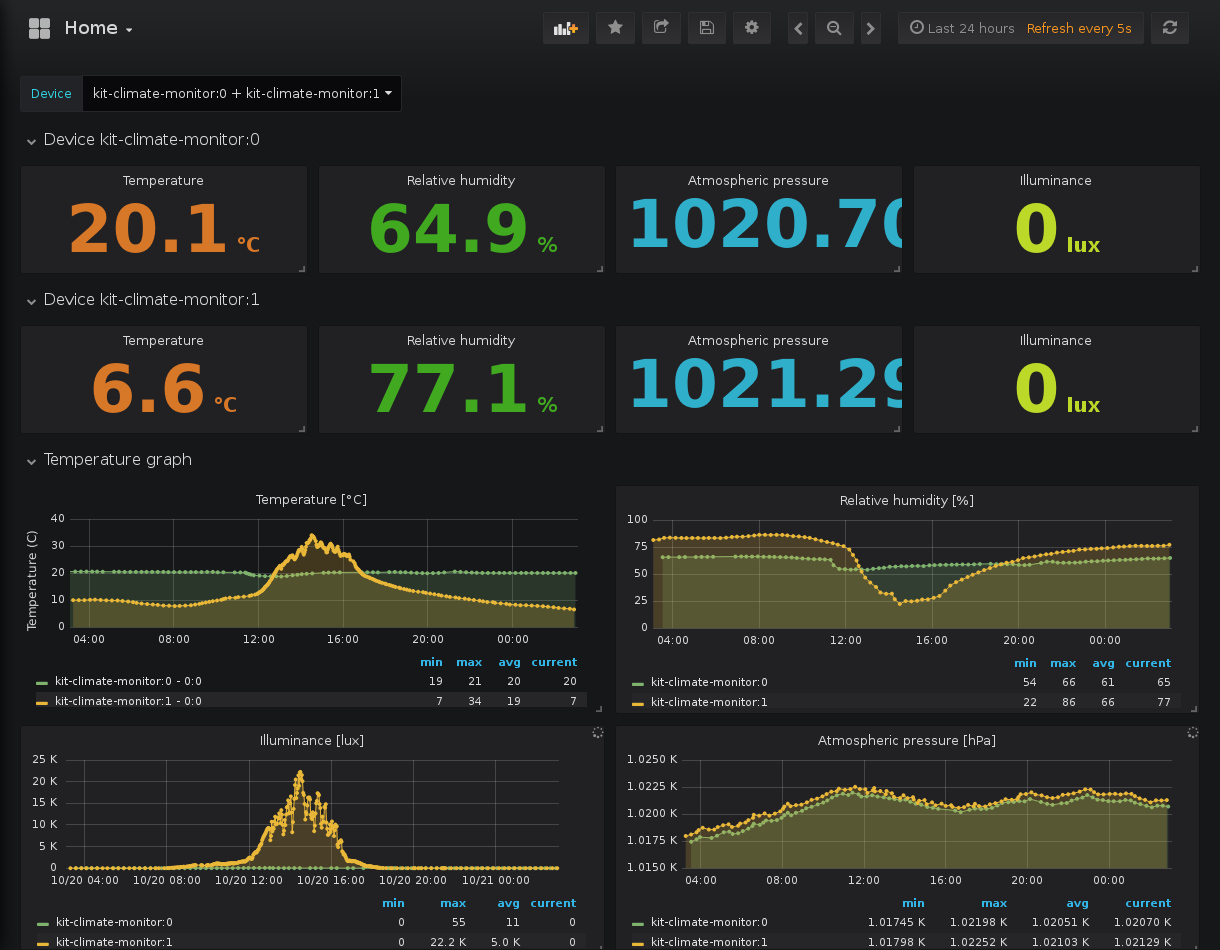 Home
Last 24 hours Refresh every 5s
Device kit-climate-monitor:0 + kit-climate-monitor:1
Device kit-climate-monitor:0
Temperature Relative humidity Atmospheric pressure Illuminance
20.1 °C 64.9 % 1020.70 0 lux
Device kit-climate-monitor:1
Temperature Relative humidity Atmospheric pressure Illuminance
6.6 °C 77.1 % 1021.29 0 lux
Temperature graph
Temperature [°C]
Temperature (C)
40
30
20
10
0
04:00 08:00 12:00 16:00 20:00 00:00
min max avg current
kit-climate-monitor:0 - 0:0 19 21 20 20
kit-climate-monitor:1 - 0:0 7 34 19 7
Relative humidity [%]
100
75
50
25
0
04:00 08:00 12:00 16:00 20:00 00:00
min max avg current
kit-climate-monitor:0 54 66 61 65
kit-climate-monitor:1 22 86 66 77
Illuminance [lux]
25 K
20 K
15 K
10 K
5 K
0
10/20 04:00 10/20 08:00 10/20 12:00 10/20 16:00 10/20 20:00 10/21 00:00
min max avg current
kit-climate-monitor:0 0 55 11 0
kit-climate-monitor:1 0 22.2 K 5.0 K 0
Atmospheric pressure [hPa]
1.0250 K
1.0225 K
1.0200 K
1.0175 K
1.0150 K
04:00 08:00 12:00 16:00 20:00 00:00
min max avg current
kit-climate-monitor:0 1.01745 K 1.02198 K 1.02051 K 1.02070 K
kit-climate-monitor:1 1.01798 K 1.02252 K 1.02103 K 1.02129 K